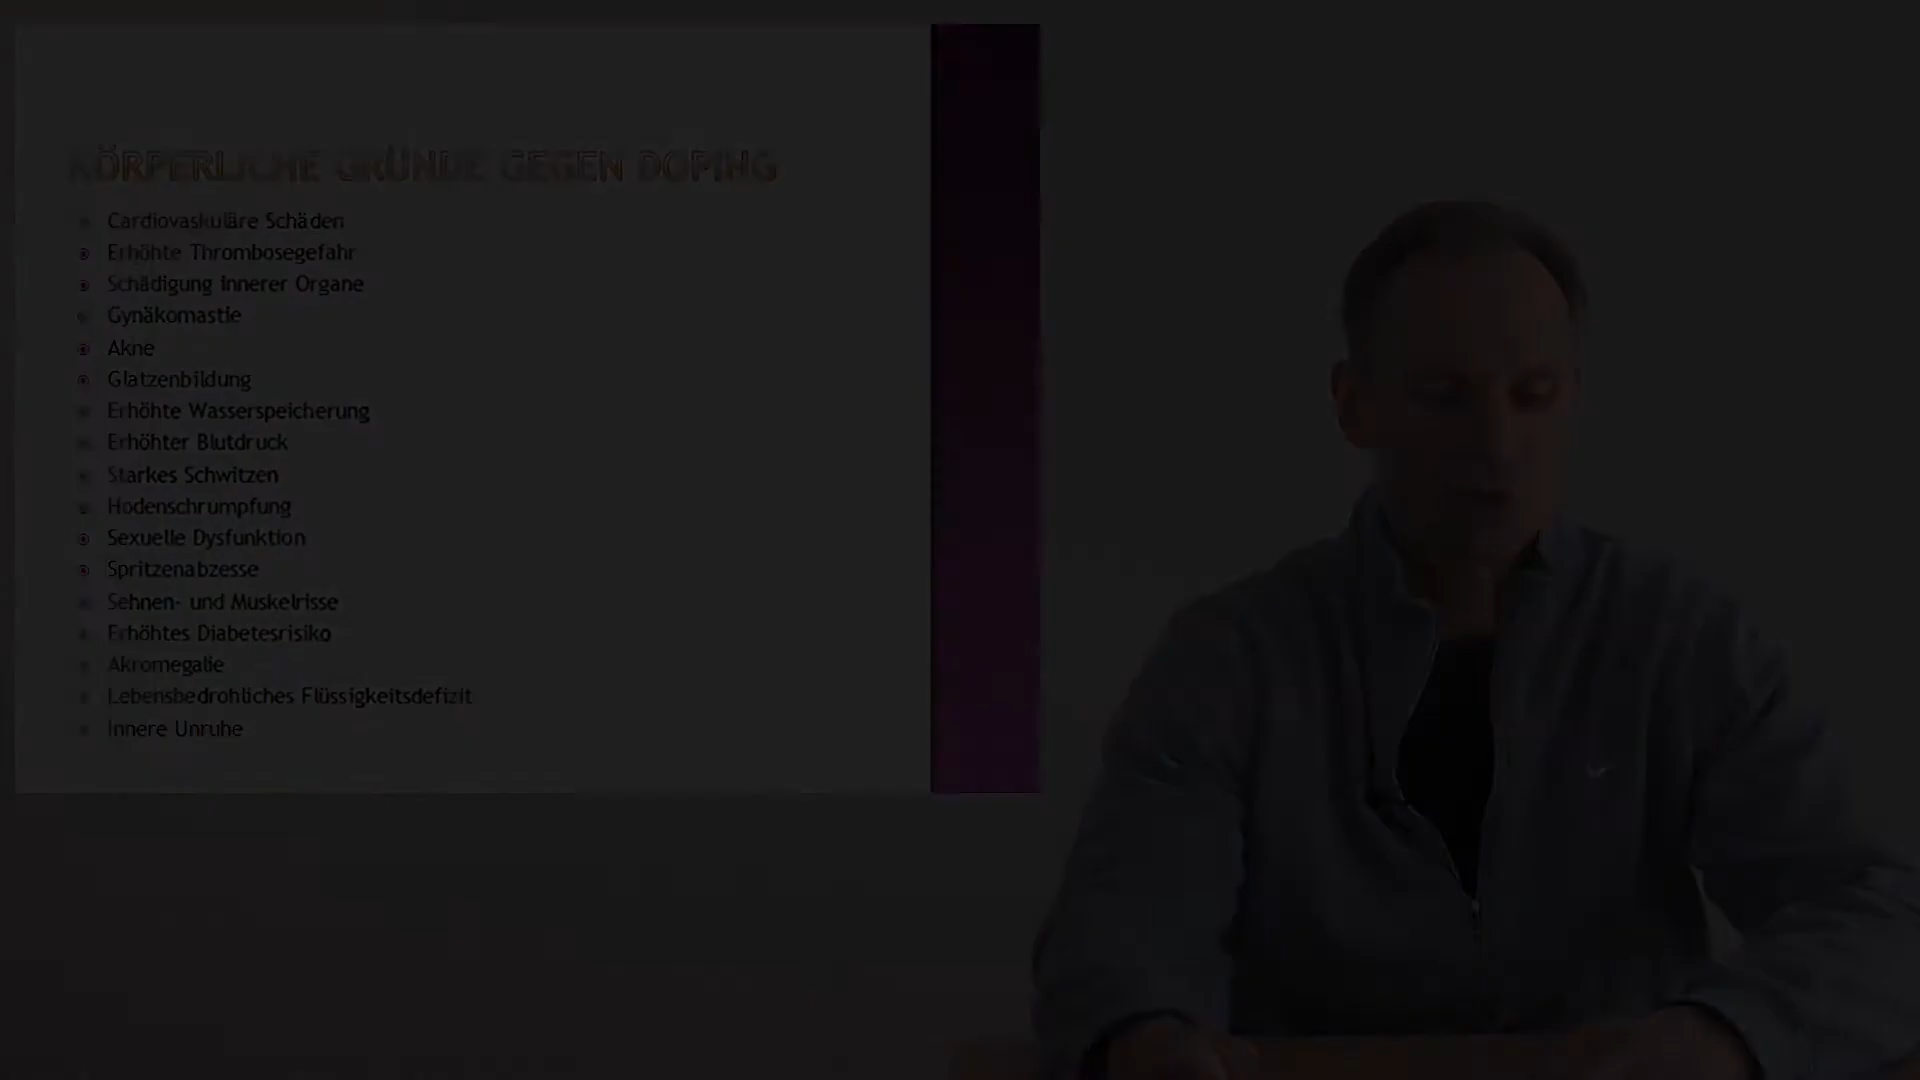 KÖRPERLICHE GRÜNDE GEGEN DOPING
Cardiovaskuläre Schäden
Erhöhte Thrombosegefahr
Schädigung innerer Organe
Gynäkomastie
Akne
Glatzenbildung
Erhöhte Wasserspeicherung
Erhöhter Blutdruck
Starkes Schwitzen
Hodenschrumpfung
Sexuelle Dysfunktion
Spritzenabzesse
Sehnen- und Muskelrisse
Erhöhtes Diabetesrisiko
Akromegalie
Lebensbedrohliches Flüssigkeitsdefizit
Innere Unruhe